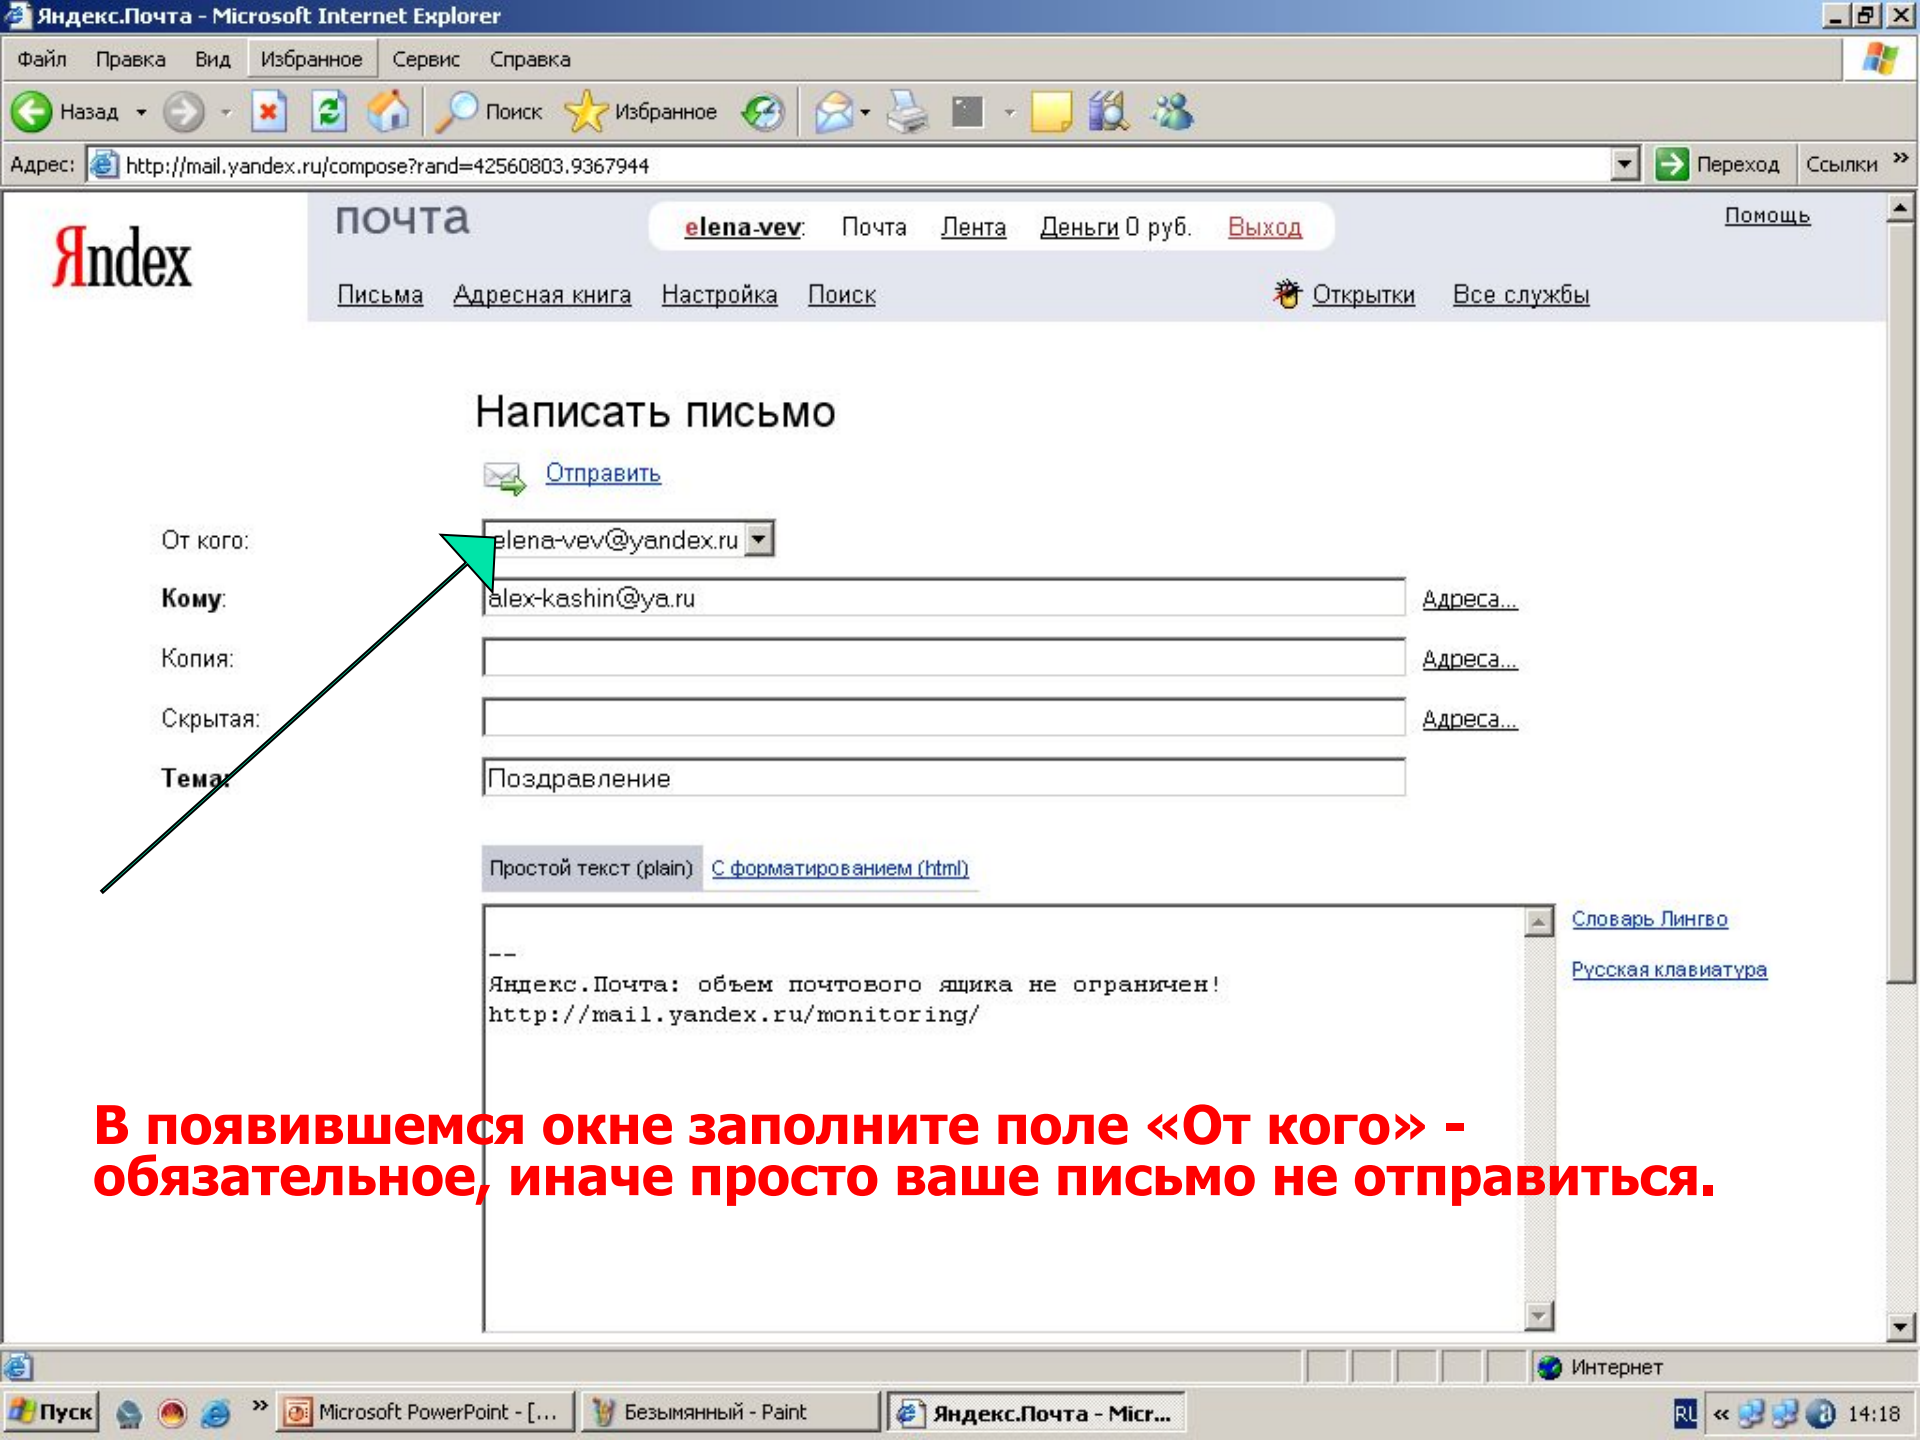 Яндекс.Почта - Microsoft Internet Explorer
Файл Правка Вид Избранное Сервис Справка
Назад Поиск Избранное
Адрес: http://mail.yandex.ru/compose?rand=42560803.9367944 Переход Ссылки »
Яndex
почта
elena-vev: Почта Лента Деньги 0 руб. Выход
Помощь
Письма Адресная книга Настройка Поиск Открытки Все службы
Написать письмо
Отправить
От кого: elena-vev@yandex.ru
Кому: alex-kashin@ya.ru Адреса...
Копия: Адреса...
Скрытая: Адреса...
Тема: Поздравление
Простой текст (plain) С форматированием (html)
--
Яндекс.Почта: объем почтового ящика не ограничен!
http://mail.yandex.ru/monitoring/
Словарь Лингво
Русская клавиатура
В появившемся окне заполните поле «От кого» -
обязательное, иначе просто ваше письмо не отправиться.
Интернет
Пуск » Microsoft PowerPoint - [... Безымянный - Paint Яндекс.Почта - Micr... RU « 14:18